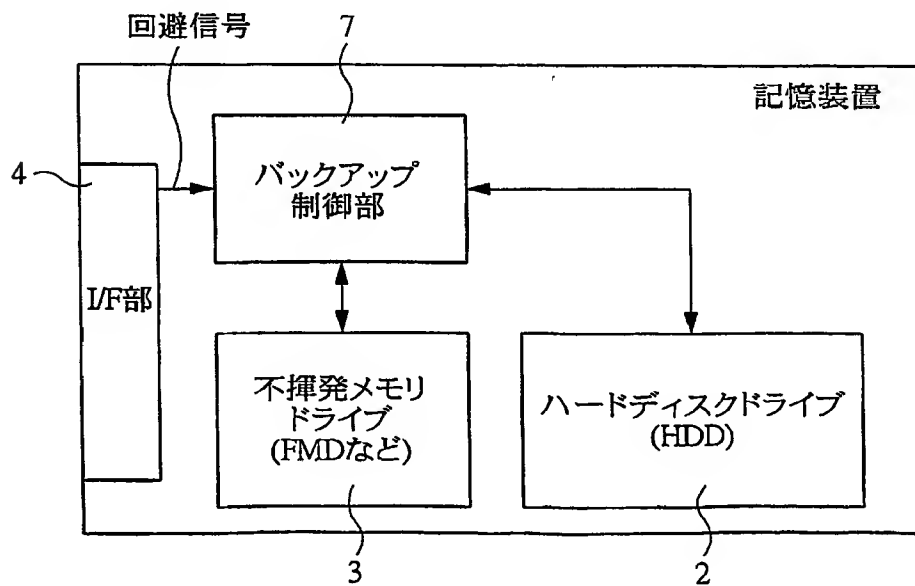 回避信号
7
記憶装置
4
バックアップ
制御部
I/F部
不揮発メモリ
ドライブ
(FMDなど)
ハードディスクドライブ
(HDD)
3
2